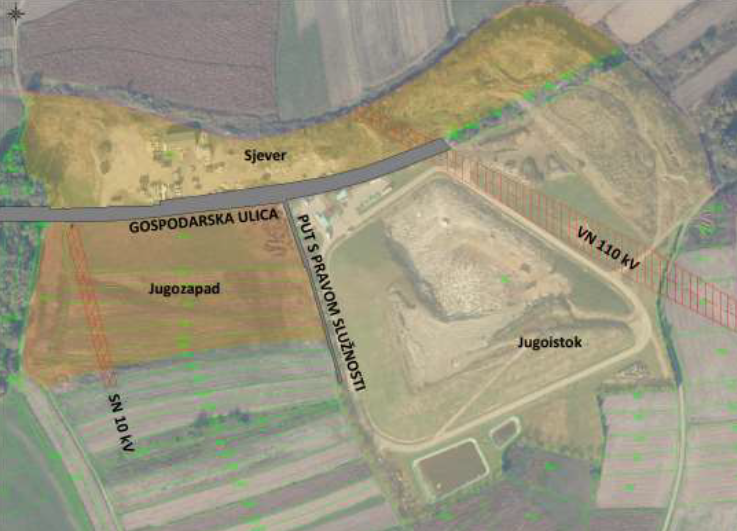 Sjever
GOSPODARSKA ULICA
PUT S PRAVOM SLUŽNOSTI
VN 110 kV
Jugozapad
Jugoistok
SN 10 kV